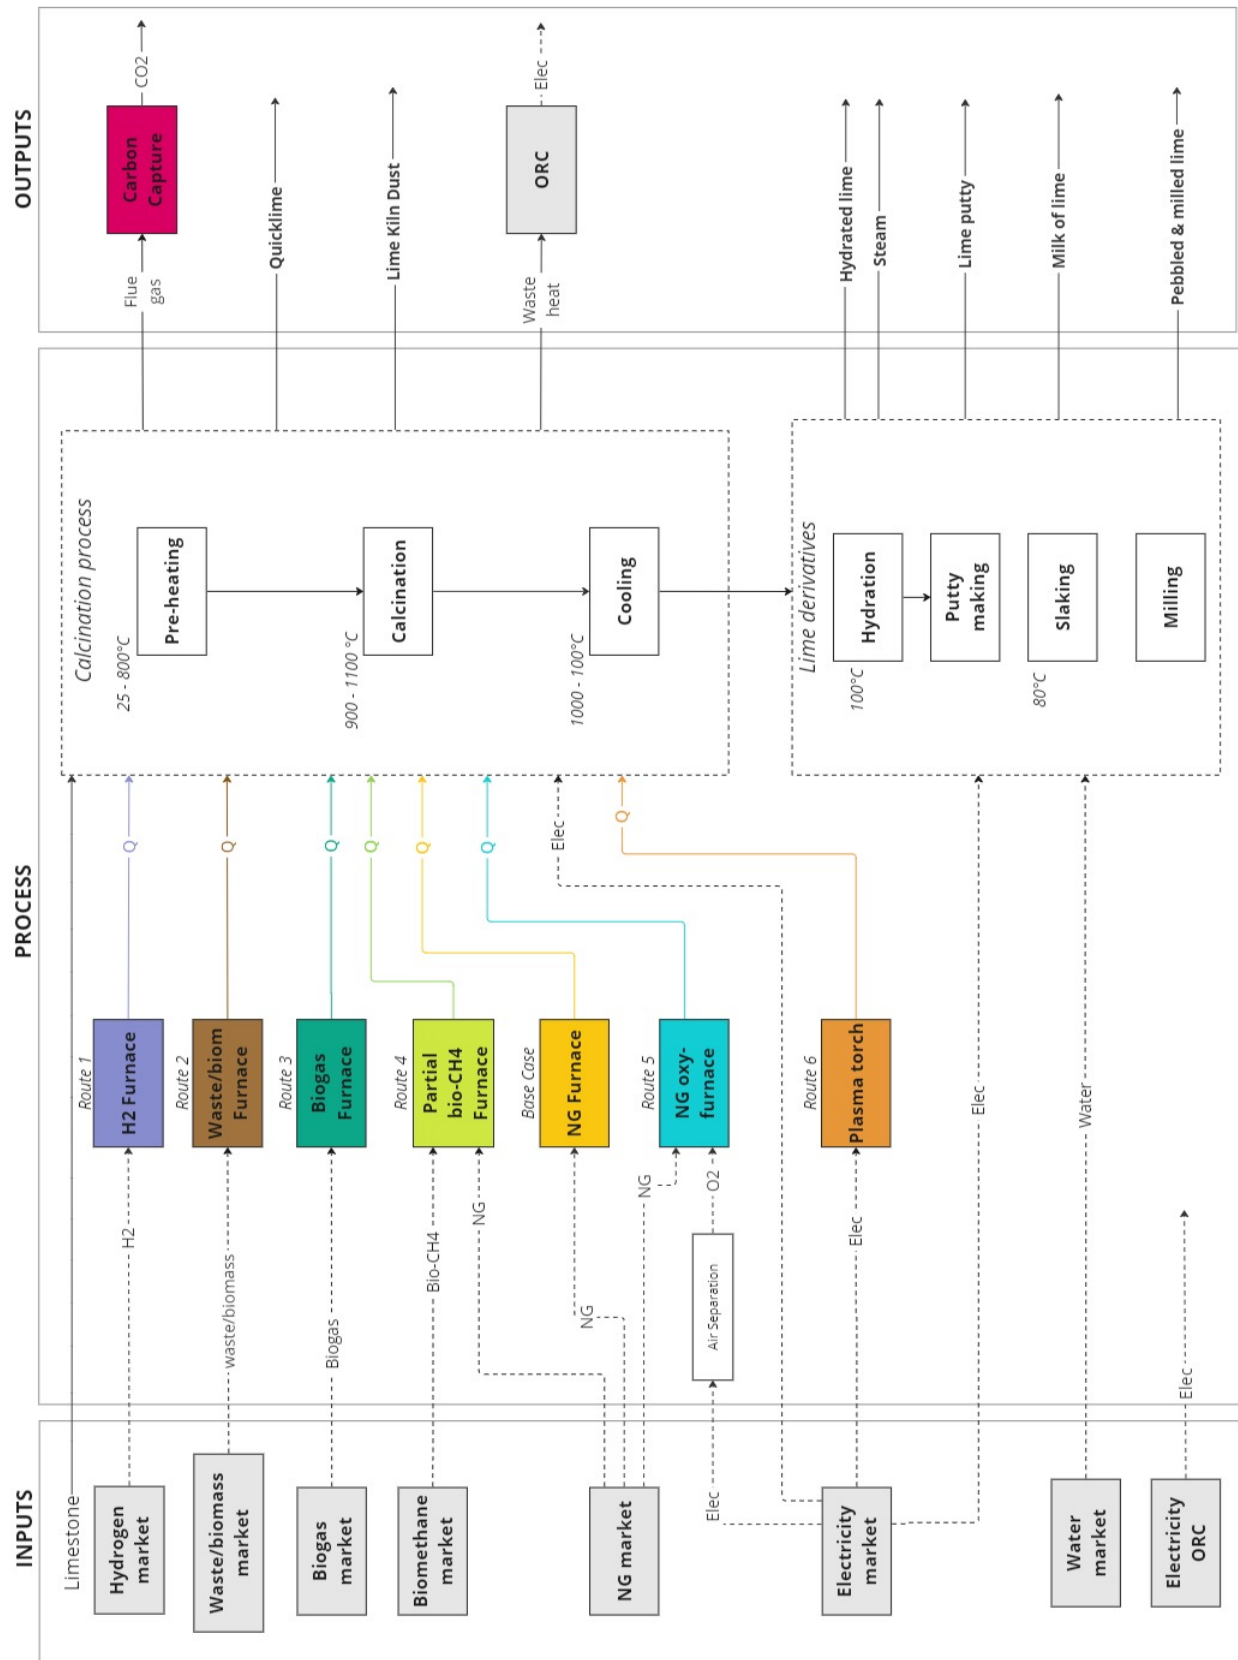 INPUTS
PROCESS
OUTPUTS
Limestone
Hydrogen
market
H2
Route 1
H2 Furnace
Q
Waste/biomass
market
waste/biomass
Route 2
Waste/biom
Furnace
Q
Biogas
market
Biogas
Route 3
Biogas
Furnace
Q
Biomethane
market
Bio-CH4
NG
Route 4
Partial
bio-CH4
Furnace
Q
NG market
NG
Base Case
NG Furnace
Q
NG
Elec
Air Separation
O2
Route 5
NG oxy-
furnace
Q
Elec
Electricity
market
Elec
Route 6
Plasma torch
Q
Elec
Water
market
Water
Electricity
ORC
Elec
Calcination process
25 - 800°C
Pre-heating
900 - 1100 °C
Calcination
1000 - 100°C
Cooling
Lime derivatives
100°C
Hydration
Putty
making
80°C
Slaking
Milling
Flue
gas
Carbon
Capture
CO2
Quicklime
Lime Kiln Dust
Waste
heat
ORC
Elec
Hydrated lime
Steam
Lime putty
Milk of lime
Pebbled & milled lime